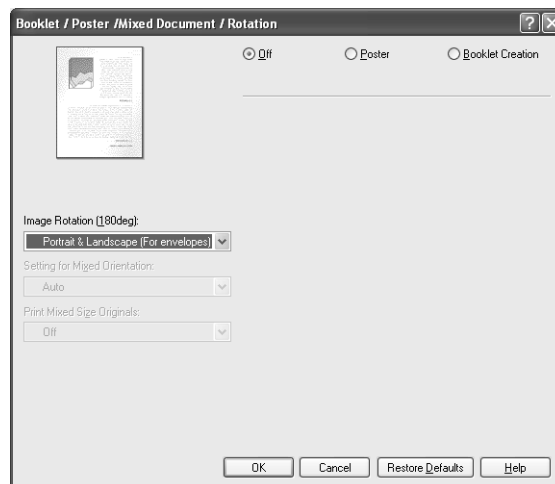 Booklet / Poster /Mixed Document / Rotation
Off Poster Booklet Creation
Image Rotation (180deg):
Portrait & Landscape (For envelopes)
Setting for Mixed Orientation:
Auto
Print Mixed Size Originals:
Off
OK Cancel Restore Defaults Help